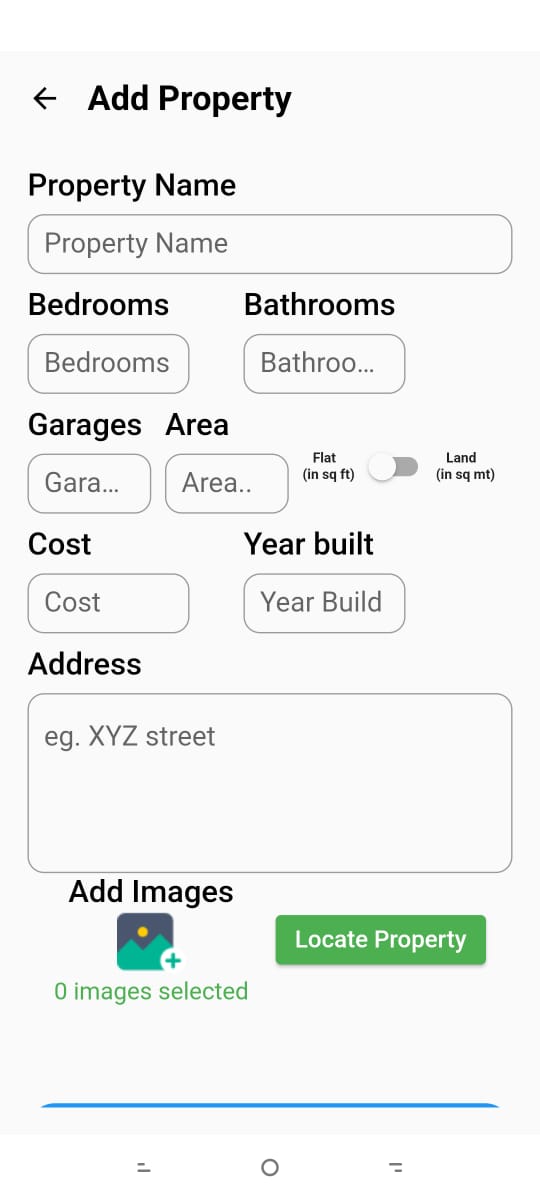 Add Property
Property Name
Property Name
Bedrooms Bathrooms
Bedrooms Bathroo...
Garages Area
Flat Land
(in sq ft) (in sq mt)
Gara... Area..
Cost Year built
Cost Year Build
Address
eg. XYZ street
Add Images
Locate Property
0 images selected